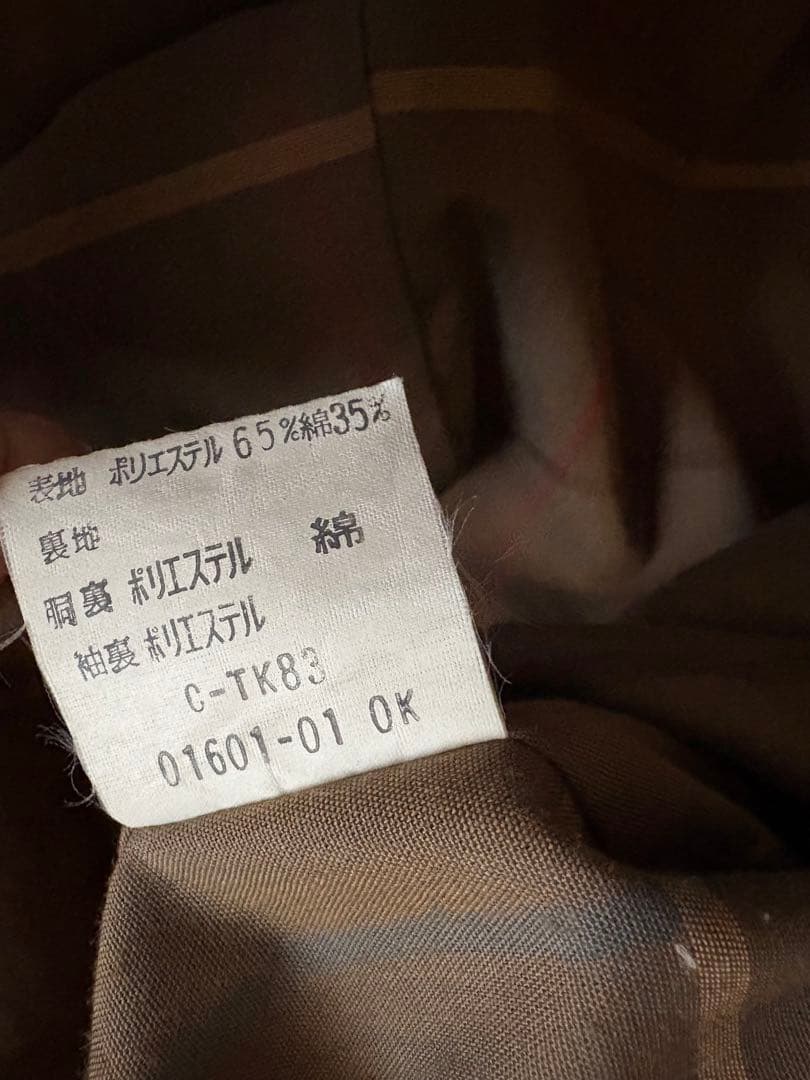 表地 ポリエステル 65%綿35%
裏地
胴裏 ポリエステル 綿
袖裏 ポリエステル
C-TK83
01601-01 OK